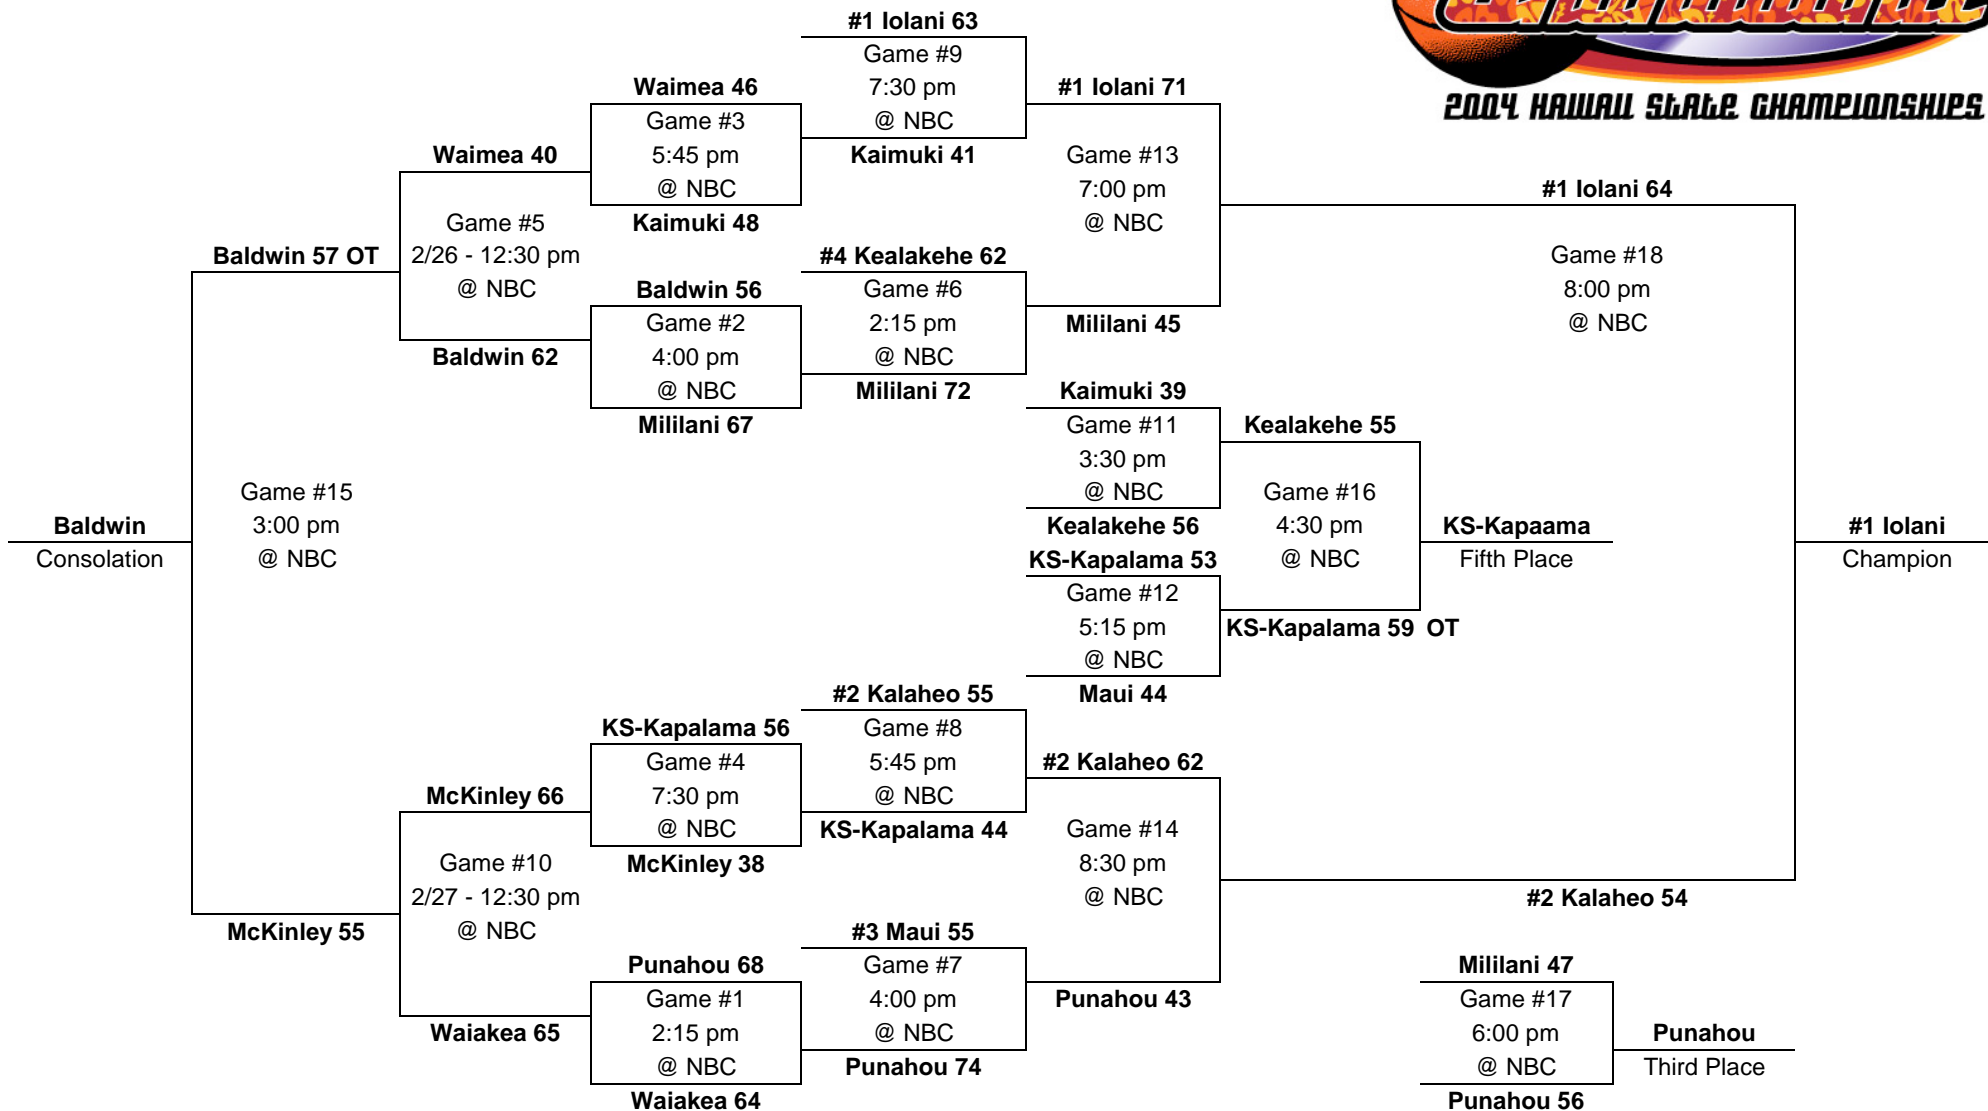 #1 Iolani 63
Game #9
7:30 pm
@ NBC
Kaimuki 41
Waimea 46
Game #3
5:45 pm
@ NBC
Kaimuki 48
#1 Iolani 71
Game #13
7:00 pm
@ NBC
Mililani 45
2004 HAWAII STATE CHAMPIONSHIPS
Waimea 40
Game #5
2/26 - 12:30 pm
@ NBC
Baldwin 62
#1 Iolani 64
Game #18
8:00 pm
@ NBC
#2 Kalaheo 54
Baldwin 57 OT
Game #15
3:00 pm
@ NBC
McKinley 55
Baldwin
Consolation
Baldwin 56
Game #2
4:00 pm
@ NBC
Mililani 67
#4 Kealakehe 62
Game #6
2:15 pm
@ NBC
Mililani 72
Kaimuki 39
Game #11
3:30 pm
@ NBC
Kealakehe 56
Kealakehe 55
Game #16
4:30 pm
@ NBC
KS-Kapalama 59 OT
KS-Kapaama
Fifth Place
#1 Iolani
Champion
KS-Kapalama 53
Game #12
5:15 pm
@ NBC
Maui 44
#2 Kalaheo 55
Game #8
5:45 pm
@ NBC
KS-Kapalama 44
KS-Kapalama 56
Game #4
7:30 pm
@ NBC
McKinley 38
#2 Kalaheo 62
Game #14
8:30 pm
@ NBC
Punahou 43
McKinley 66
Game #10
2/27 - 12:30 pm
@ NBC
Waiakea 65
#3 Maui 55
Game #7
4:00 pm
@ NBC
Punahou 74
Punahou 68
Game #1
2:15 pm
@ NBC
Waiakea 64
Mililani 47
Game #17
6:00 pm
@ NBC
Punahou 56
Punahou
Third Place